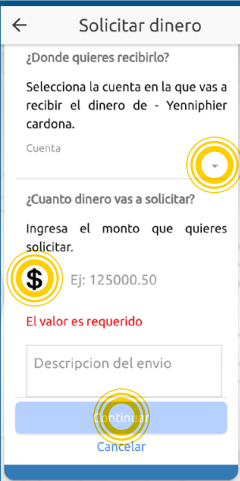 Solicitar dinero
¿Donde quieres recibirlo?
Selecciona la cuenta en la que vas a
recibir el dinero de - Yenniphier
cardona.
Cuenta
¿Cuanto dinero vas a solicitar?
Ingresa el monto que quieres
solicitar.
$ Ej: 125000.50
El valor es requerido
Descripcion del envio
Continuar
Cancelar